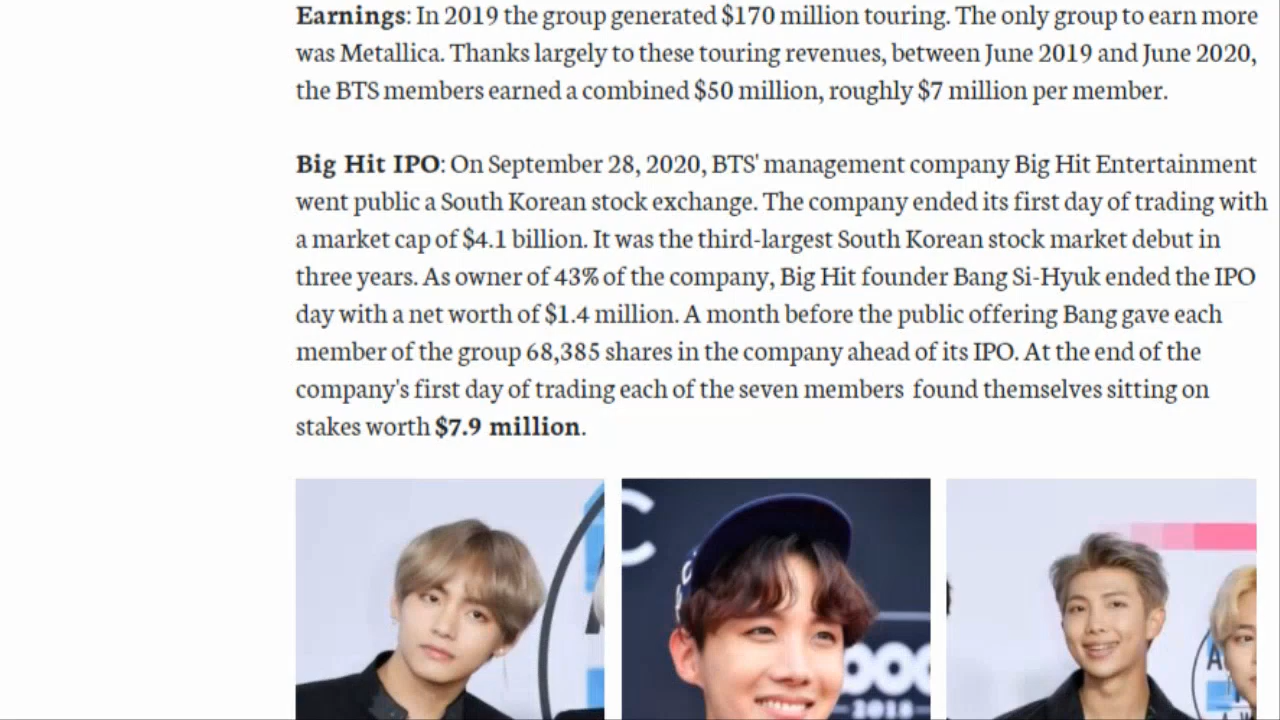 Earnings: In 2019 the group generated $170 million touring. The only group to earn more
was Metallica. Thanks largely to these touring revenues, between June 2019 and June 2020,
the BTS members earned a combined $50 million, roughly $7 million per member.
Big Hit IPO: On September 28, 2020, BTS' management company Big Hit Entertainment
went public a South Korean stock exchange. The company ended its first day of trading with
a market cap of $4.1 billion. It was the third-largest South Korean stock market debut in
three years. As owner of 43% of the company, Big Hit founder Bang Si-Hyuk ended the IPO
day with a net worth of $1.4 million. A month before the public offering Bang gave each
member of the group 68,385 shares in the company ahead of its IPO. At the end of the
company's first day of trading each of the seven members found themselves sitting on
stakes worth $7.9 million.
C
2018